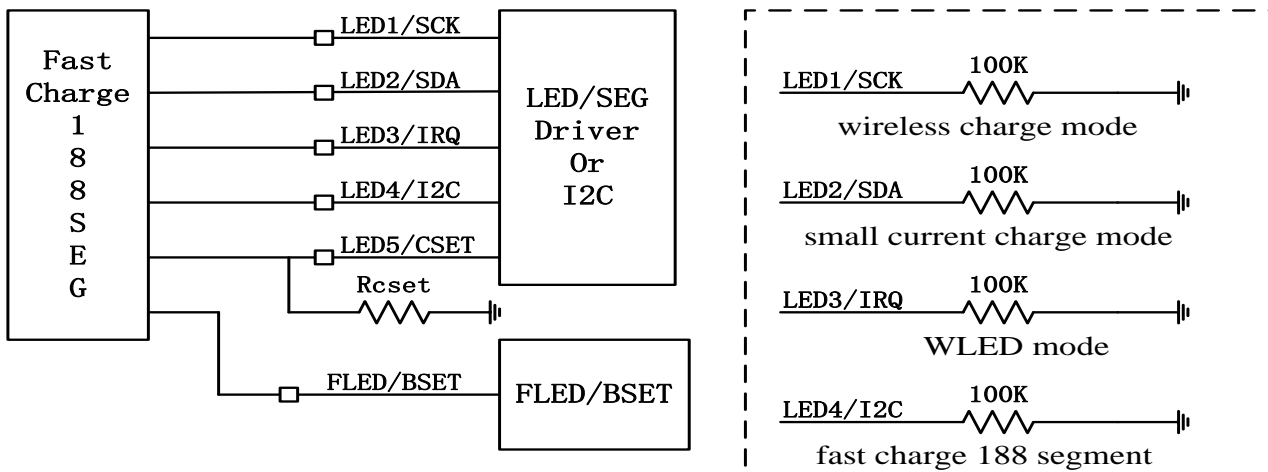 Fast
Charge
1
8
8
S
E
G
LED1/SCK
LED2/SDA
LED3/IRQ
LED4/I2C
LED5/CSET
Rcset
FLED/BSET
LED/SEG
Driver
Or
I2C
FLED/BSET
LED1/SCK 100K
wireless charge mode
LED2/SDA 100K
small current charge mode
LED3/IRQ 100K
WLED mode
LED4/I2C 100K
fast charge 188 segment